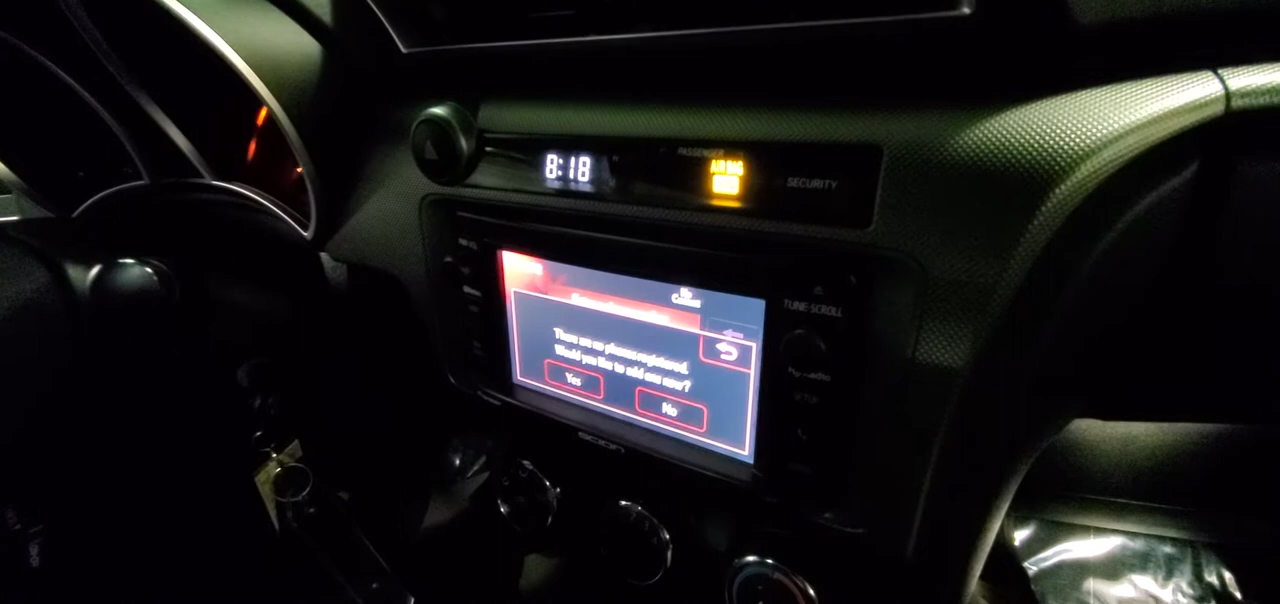 8:18
PASSENGER
AIR BAG
SECURITY
TUNE·SCROLL
There are no phones registered.
Would you like to add one now?
Yes
No
SCION